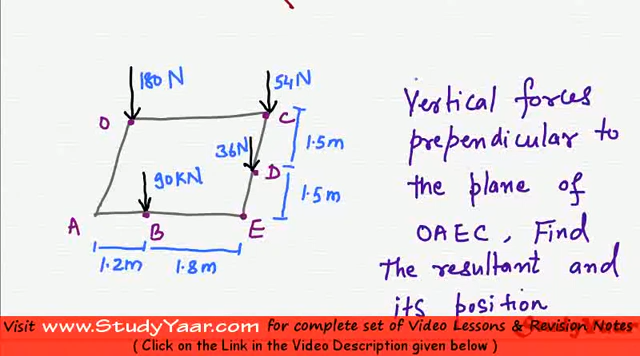 180N
54N
O
C
36N
1.5m
D
90KN
1.5m
A
B
E
1.2m
1.8m
Vertical forces
prependicular to
the plane of
OAEC, Find
The resultant and
its position
StudyYaar
Visit www.StudyYaar.com for complete set of Video Lessons & Revision Notes
( Click on the Link in the Video Description given below )